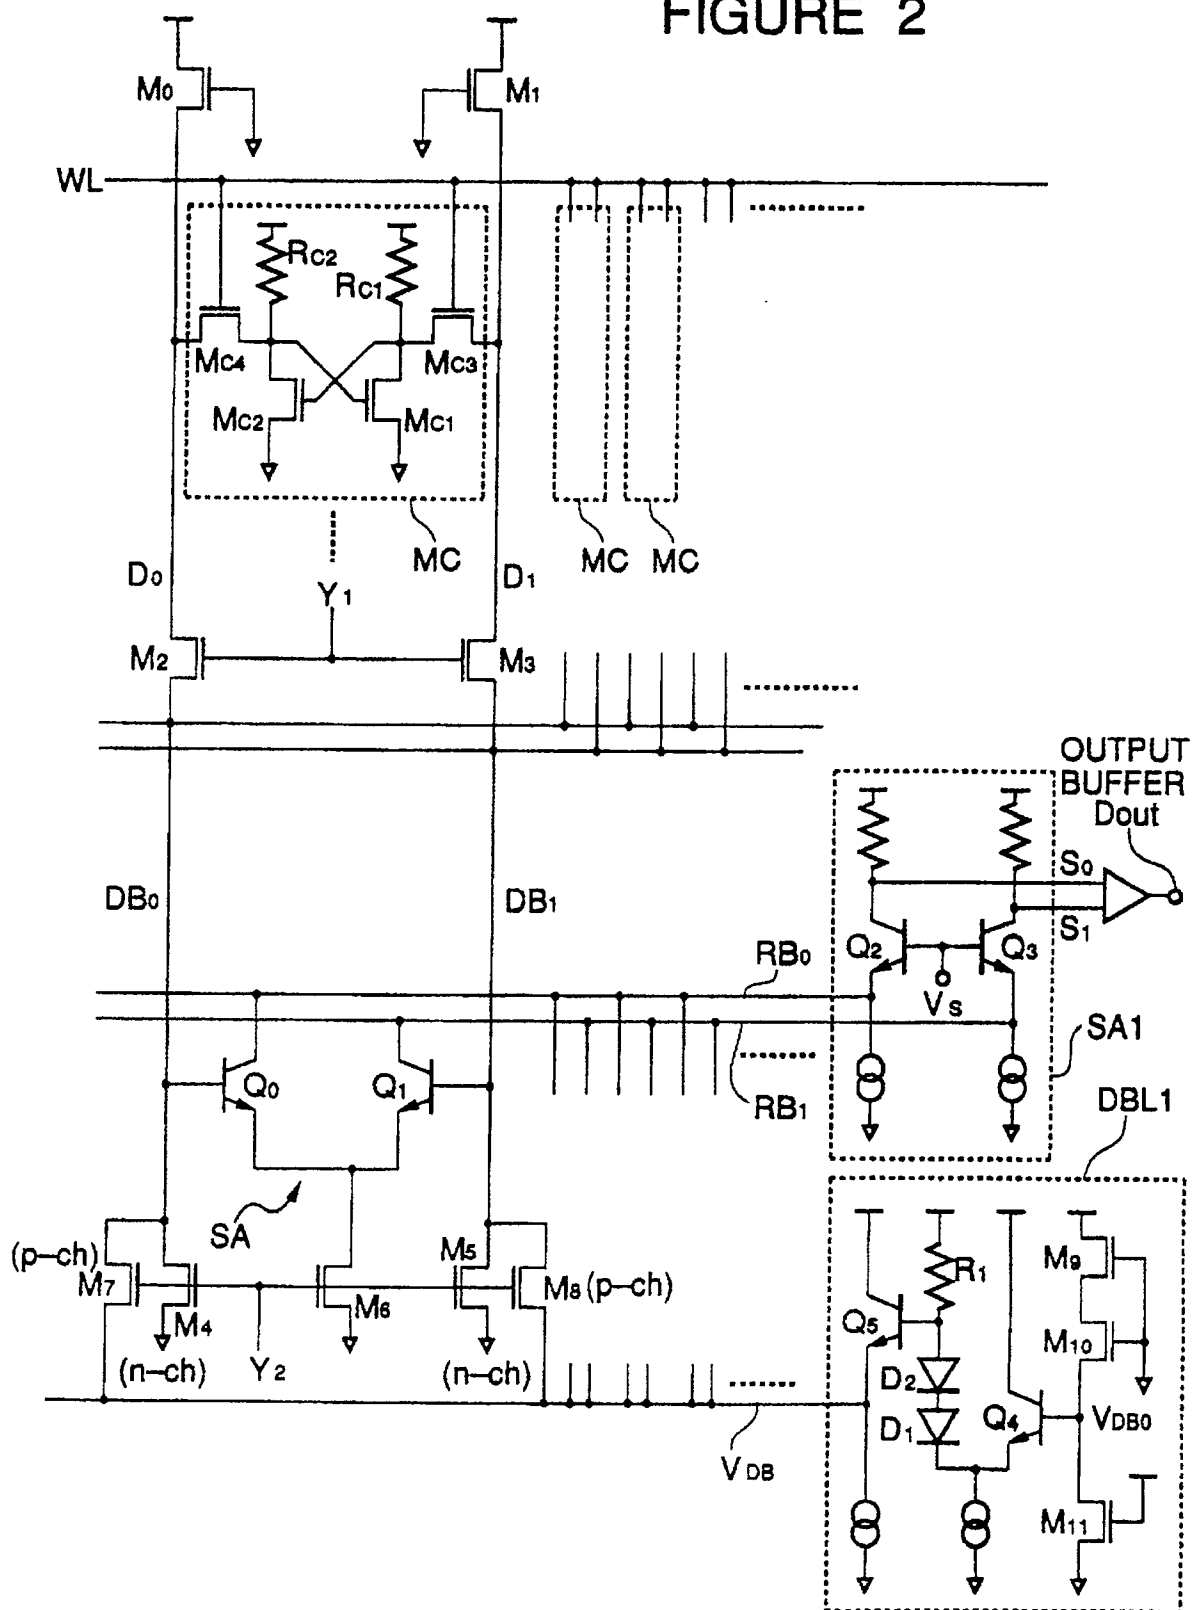 FIGURE 2
M0
M1
WL
RC2
RC1
MC4
MC3
MC2
MC1
MC
MC
MC
D0
Y1
D1
M2
M3
OUTPUT
BUFFER
Dout
S0
S1
DB0
DB1
Q2
Q3
RB0
VS
SA1
Q0
Q1
RB1
DBL1
SA
(p-ch)
M7
M4
(n-ch)
Y2
M6
M5
M8 (p-ch)
(n-ch)
R1
M9
Q5
M10
D2
D1
Q4
VDB0
VDB
M11